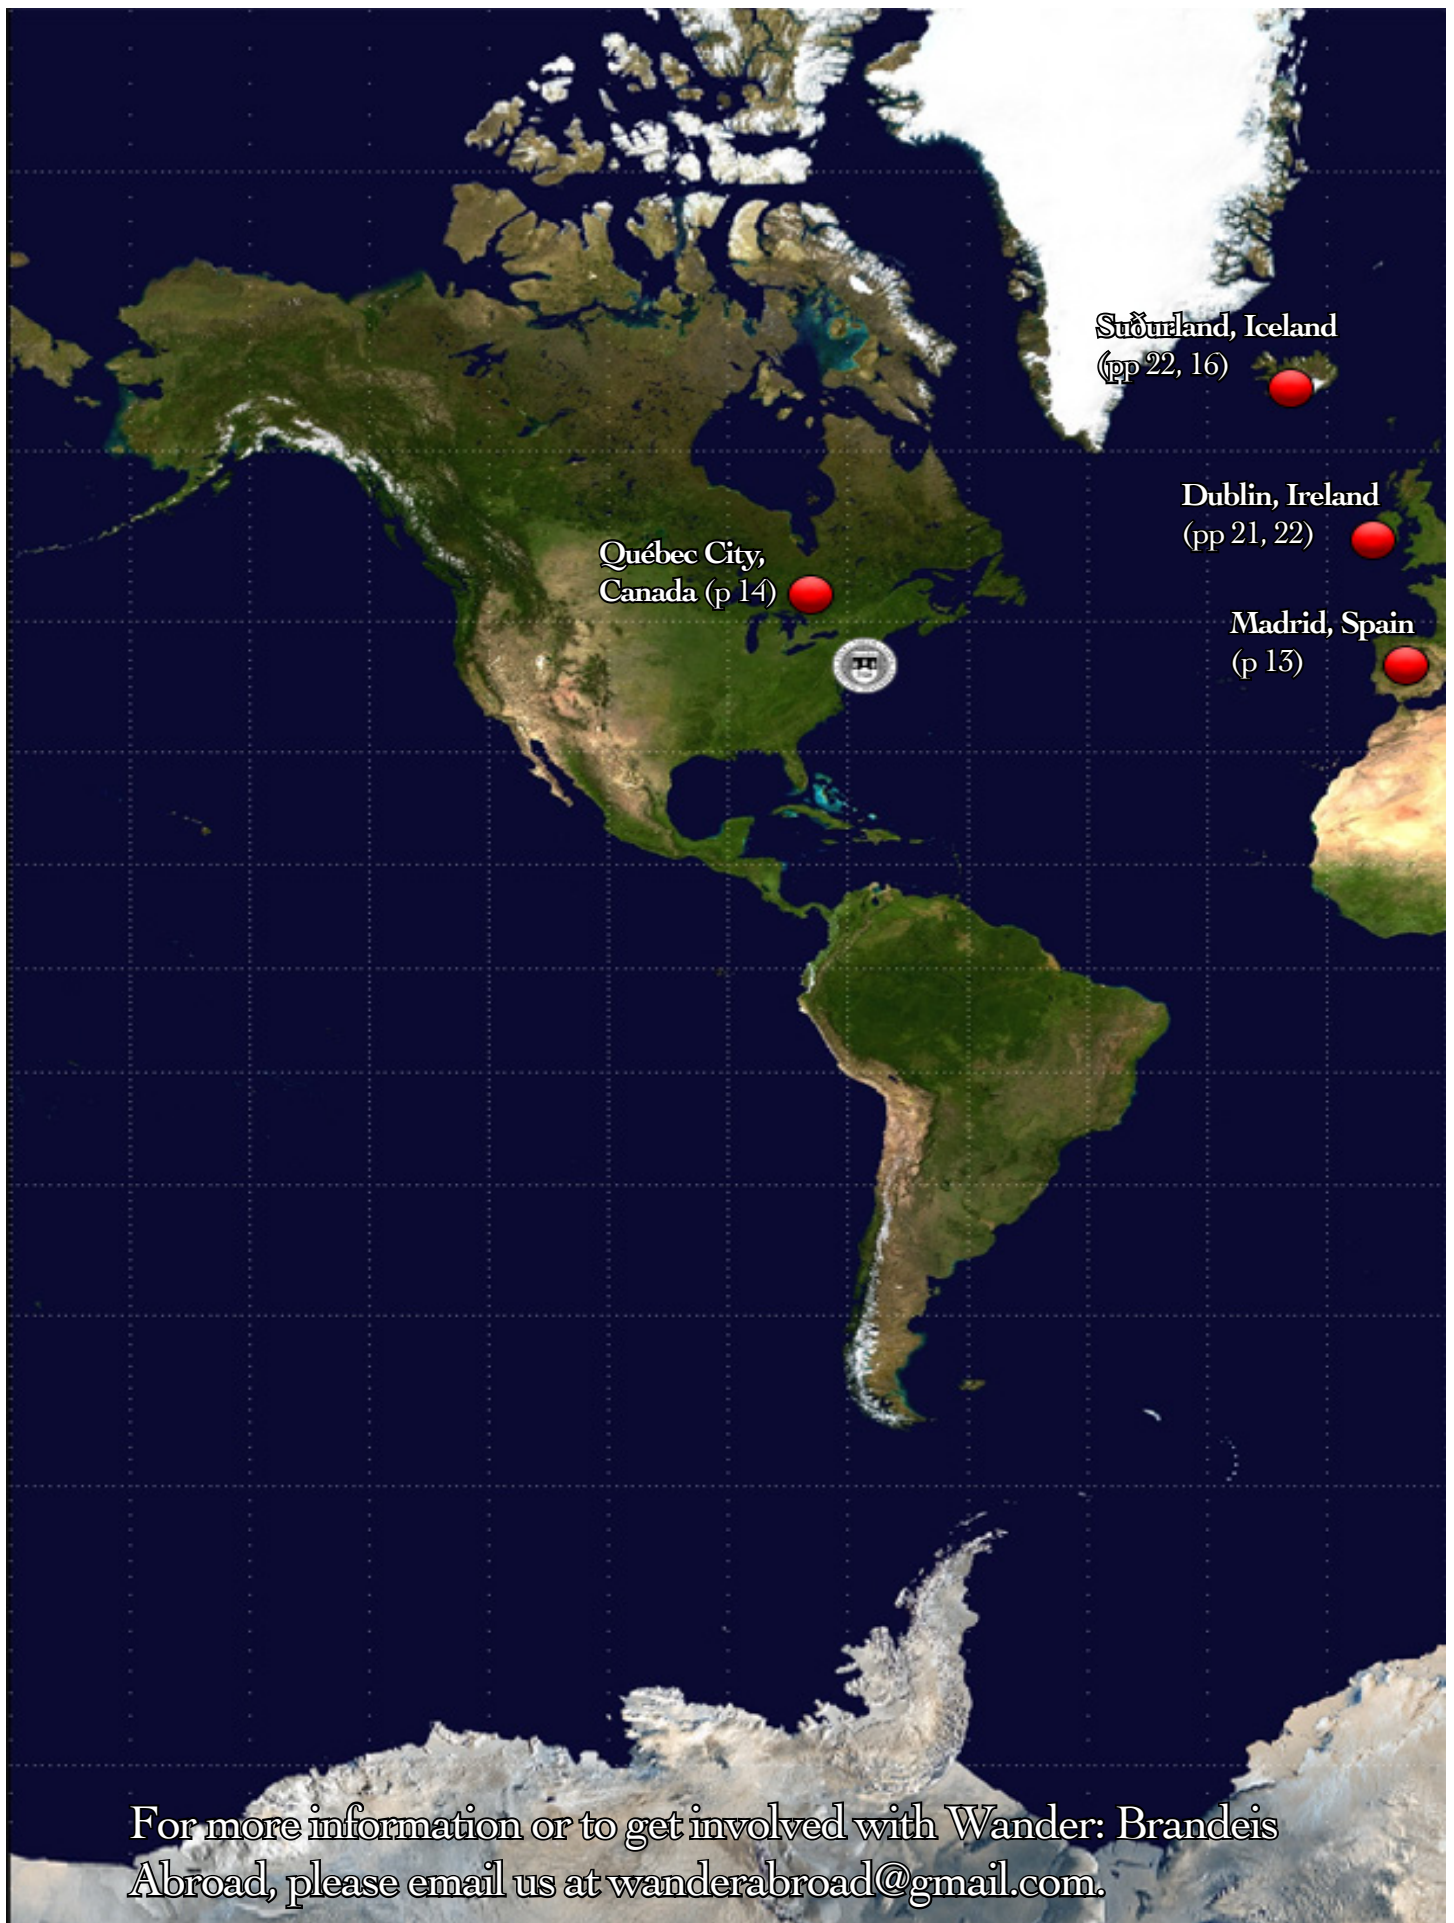 Suðurland, Iceland
(pp 22, 16)
Dublin, Ireland
(pp 21, 22)
Québec City,
Canada (p 14)
Madrid, Spain
(p 13)
For more information or to get involved with Wander: Brandeis
Abroad, please email us at wanderabroad@gmail.com.